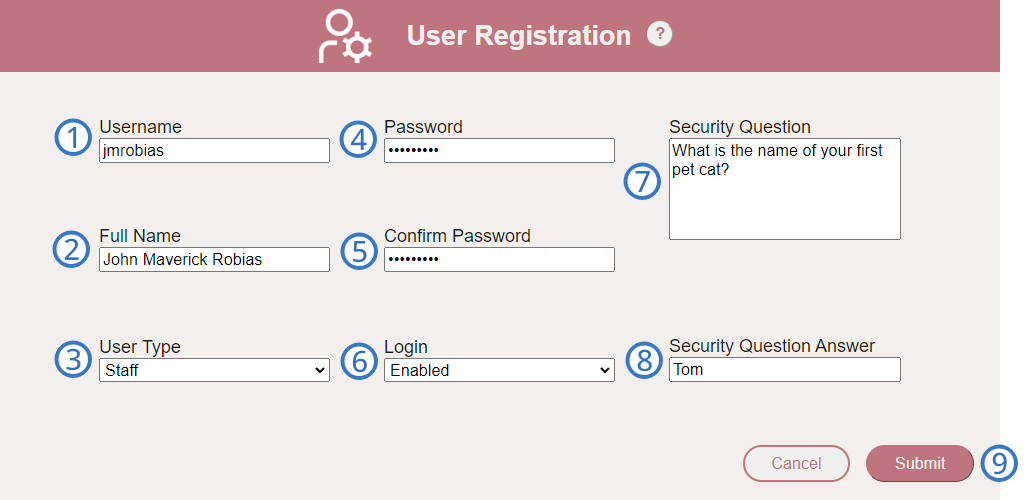 User Registration ?
1 Username
jmrobias
2 Full Name
John Maverick Robias
3 User Type
Staff
4 Password
•••••••••
5 Confirm Password
•••••••••
6 Login
Enabled
Security Question
7 What is the name of your first
pet cat?
8 Security Question Answer
Tom
Cancel
Submit 9